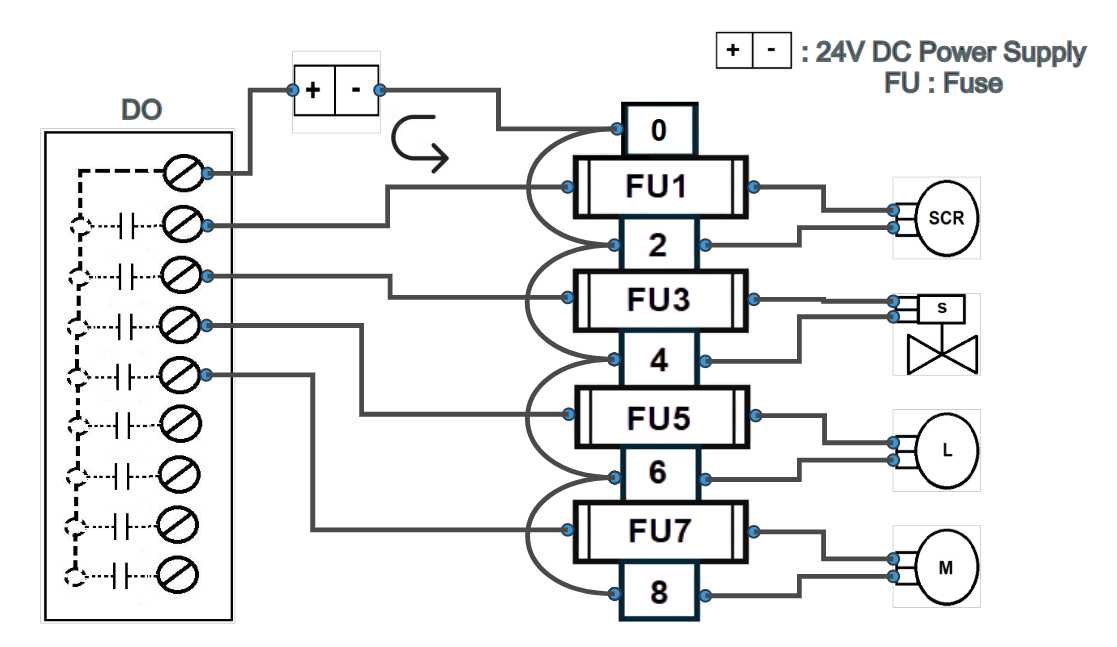 + - : 24V DC Power Supply
FU : Fuse
DO
+ -
0
FU1
SCR
2
FU3
S
4
FU5
L
6
FU7
M
8